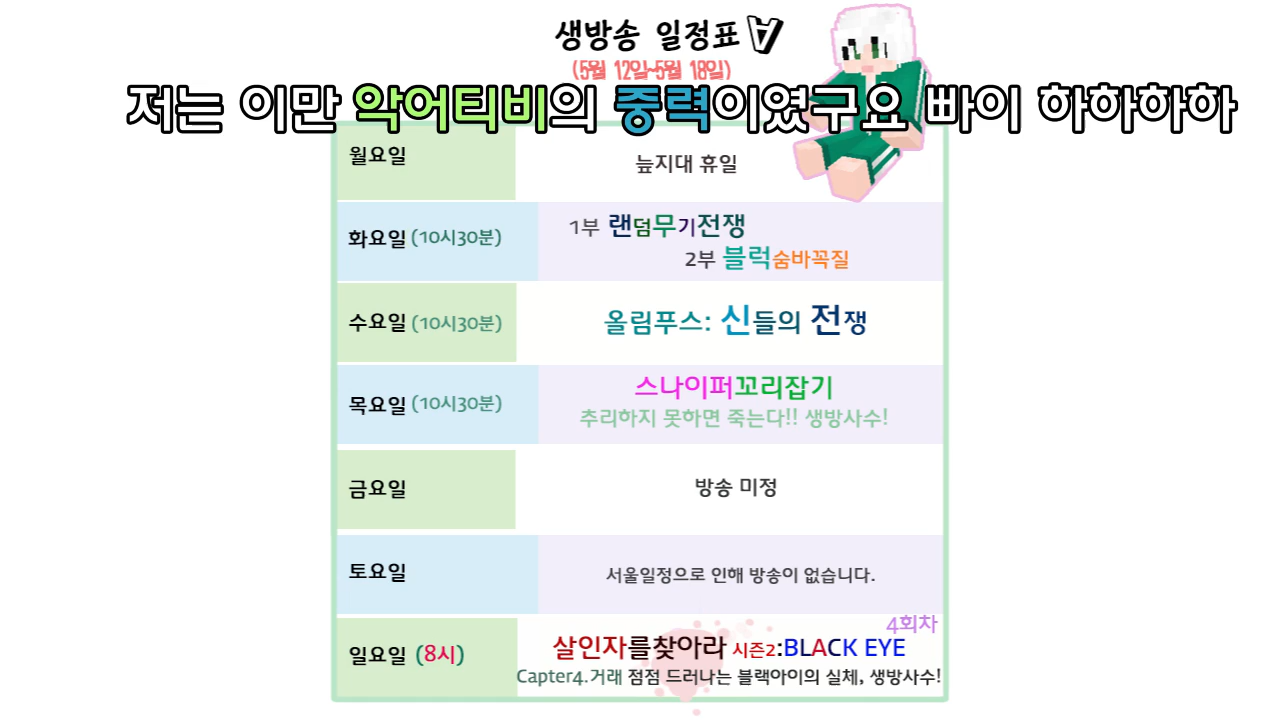 생방송 일정표
(5월 12일~5월 18일)
저는 이만 악어티비의 중력이였구요 빠이 하하하하
월요일
늪지대 휴일
화요일 (10시30분)
1부 랜덤무기전쟁
2부 블럭숨바꼭질
수요일 (10시30분)
올림푸스: 신들의 전쟁
목요일 (10시30분)
스나이퍼꼬리잡기
추리하지 못하면 죽는다!! 생방사수!
금요일
방송 미정
토요일
서울일정으로 인해 방송이 없습니다.
4회차
일요일 (8시)
살인자를찾아라 시즌2:BLACK EYE
Capter4.거래 점점 드러나는 블랙아이의 실체, 생방사수!